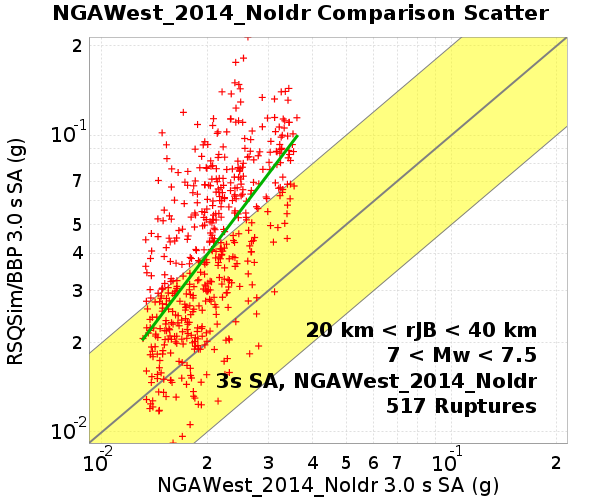 NGAWest_2014_NoIdr Comparison Scatter
RSQSim/BBP 3.0 s SA (g)
2
10^-1
7
5
4
3
2
10^-2
20 km < rJB < 40 km
7 < Mw < 7.5
3s SA, NGAWest_2014_NoIdr
517 Ruptures
10^-2 2 3 4 5 6 7 10^-1 2
NGAWest_2014_NoIdr 3.0 s SA (g)